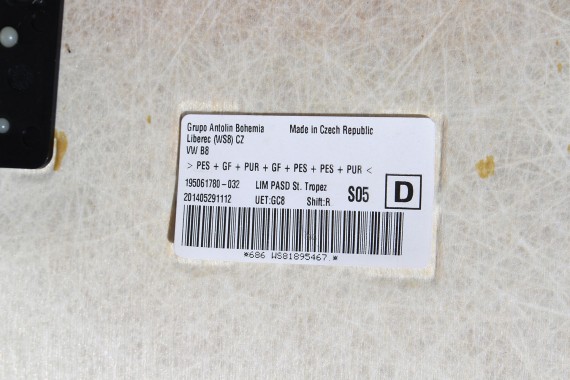 Grupo Antolin Bohemia Made in Czech Republic
Liberec (WS8) CZ
VW B8
> PES + GF + PUR + GF + PES + PES + PUR <
195061780-032 LIM PASD St. Tropez S05 D
201405291112 UET:GC8 Shift:R
*686 WS81895467.*